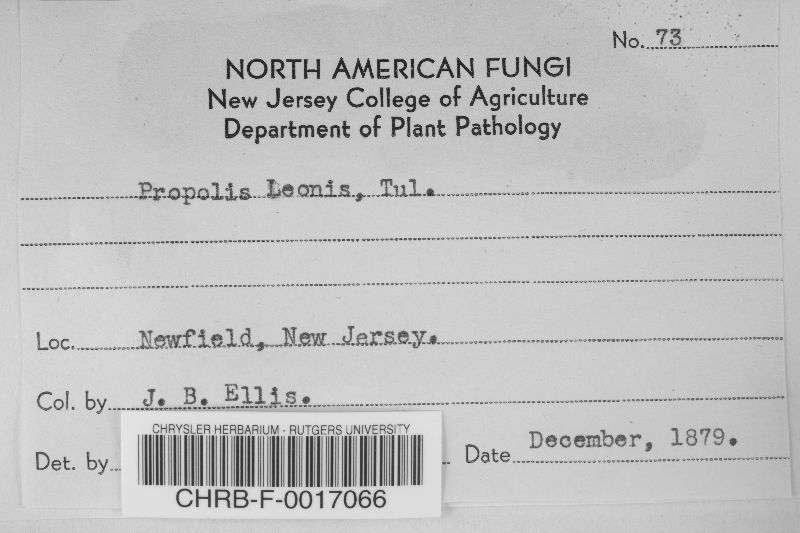 No. 73
NORTH AMERICAN FUNGI
New Jersey College of Agriculture
Department of Plant Pathology
Propolis Leonis, Tul.
Loc. Newfield, New Jersey.
Col. by J. B. Ellis.
Det. by
Date December, 1879.
CHRYSLER HERBARIUM - RUTGERS UNIVERSITY
CHRB-F-0017066